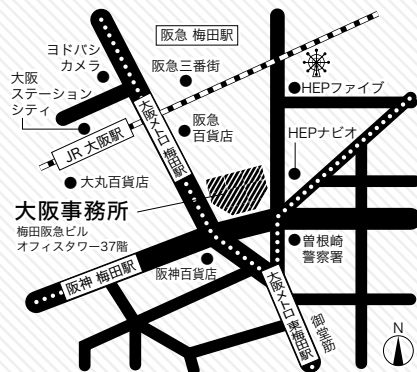 阪急 梅田駅
ヨドバシ
カメラ
阪急三番街
大阪
ステーション
シティ
HEPファイブ
大阪メトロ 梅田駅
阪急
百貨店
HEPナビオ
JR 大阪駅
大丸百貨店
大阪事務所
梅田阪急ビル
オフィスタワー37階
曽根崎
警察署
阪神 梅田駅
阪神百貨店
大阪メトロ 東梅田駅
御堂筋
N